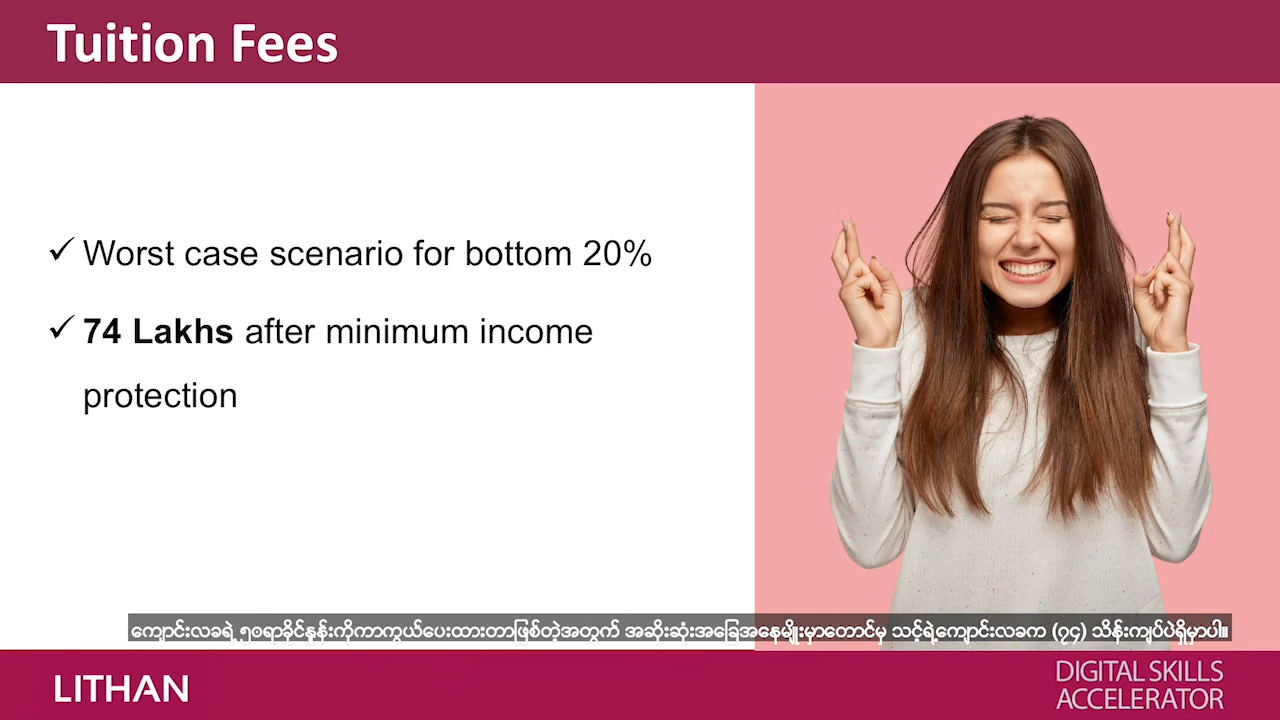 Tuition Fees
✓ Worst case scenario for bottom 20%
✓ 74 Lakhs after minimum income
protection
ကျောင်းလခရဲ့ ၅၀ရာခိုင်နှုန်းကိုကာကွယ်ပေးထားတာဖြစ်တဲ့အတွက် အဆိုးဆုံးအခြေအနေမျိုးမှာတောင်မှ သင့်ရဲ့ကျောင်းလခက (၇၄) သိန်းကျပ်ပဲရှိမှာပါ။
LITHAN
DIGITAL SKILLS
ACCELERATOR